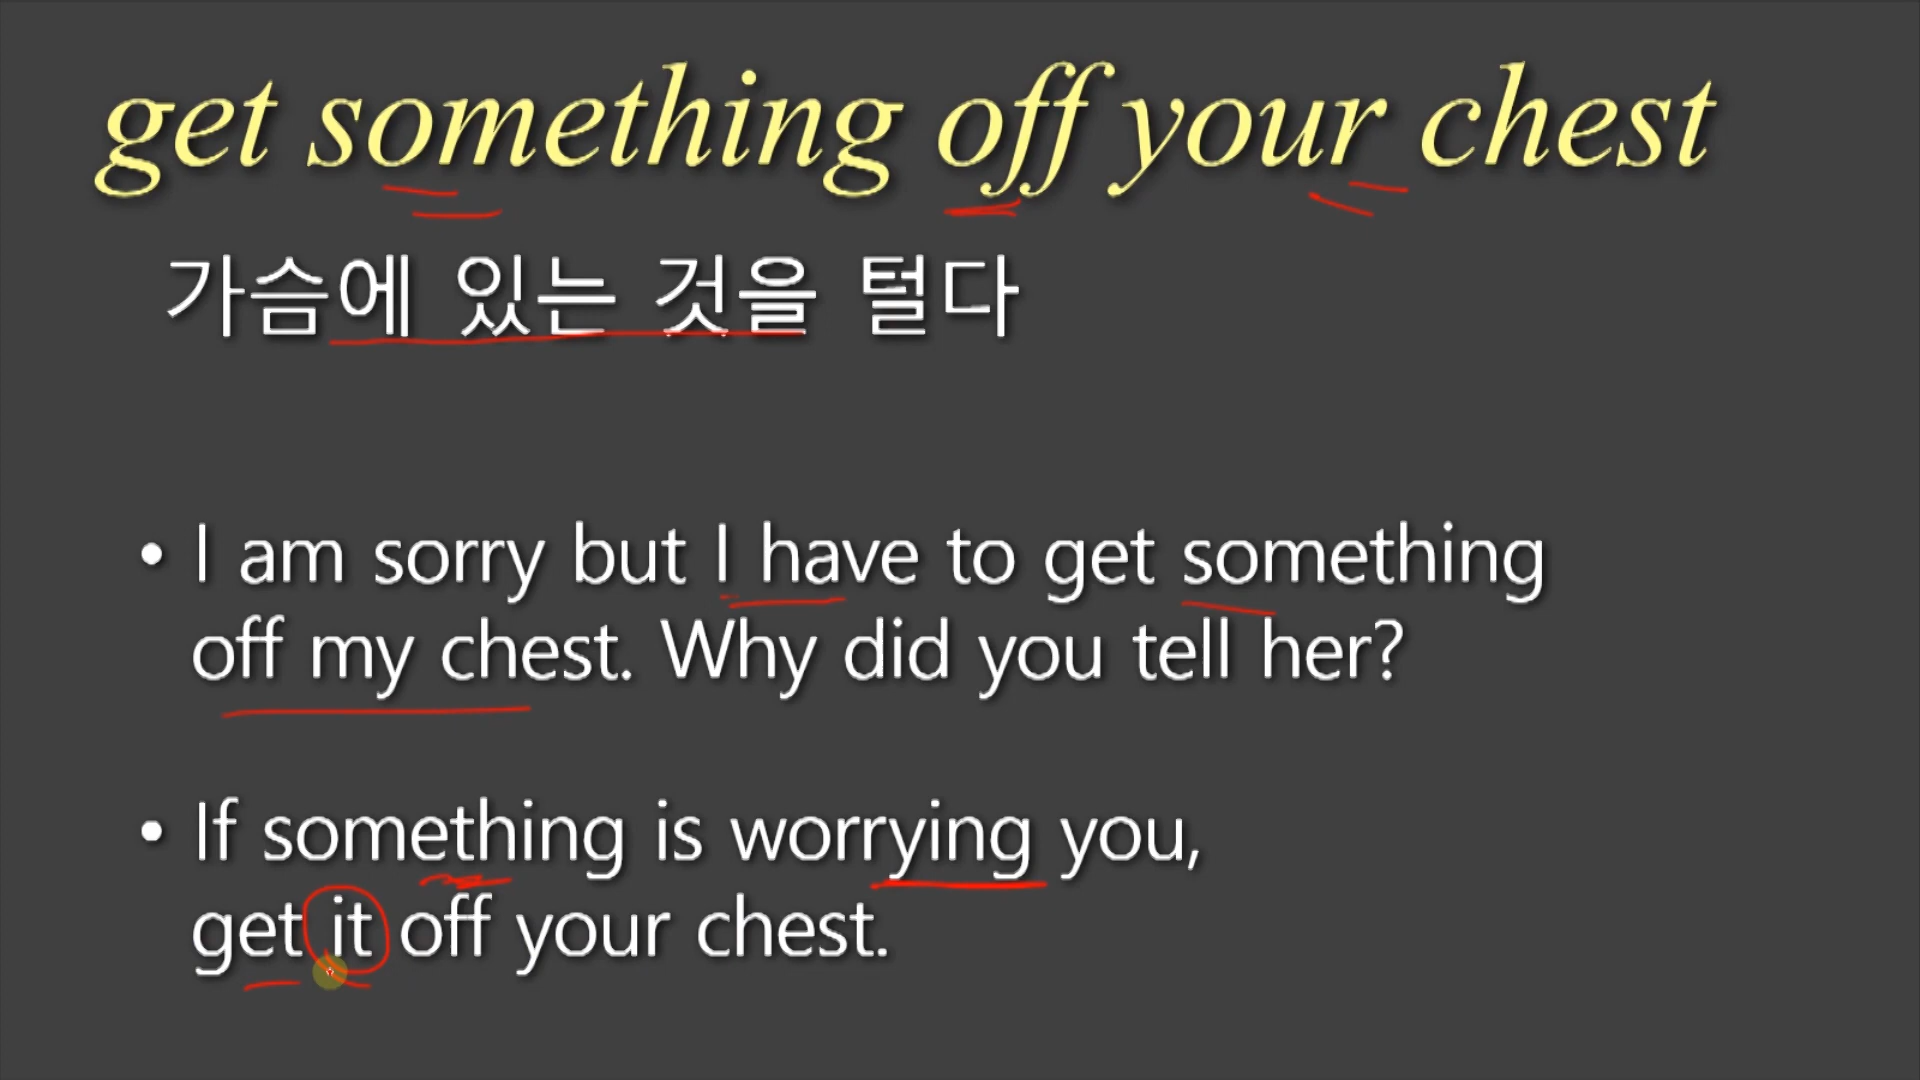 get something off your chest
가슴에 있는 것을 털다
• I am sorry but I have to get something
off my chest. Why did you tell her?
• If something is worrying you,
get it off your chest.